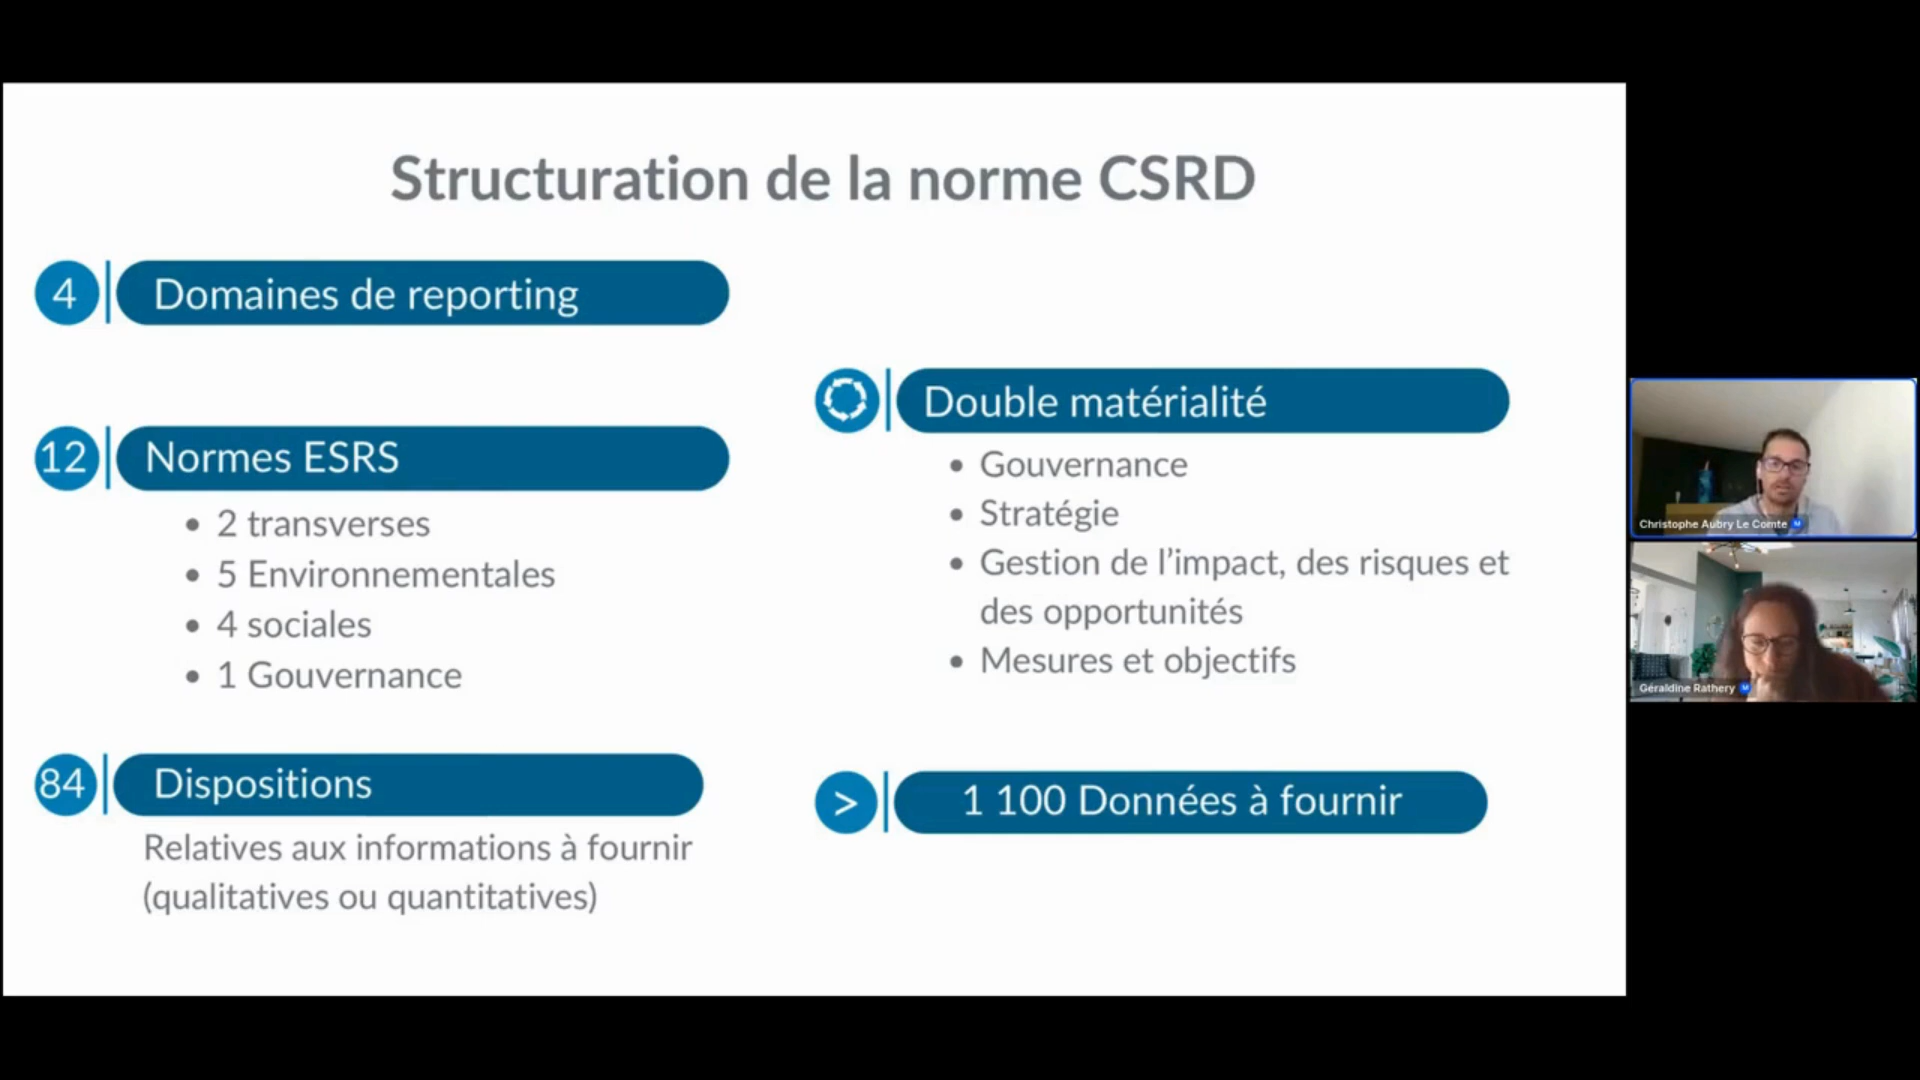 Structuration de la norme CSRD
4
Domaines de reporting
12
Normes ESRS
• 2 transverses
• 5 Environnementales
• 4 sociales
• 1 Gouvernance
84
Dispositions
Relatives aux informations à fournir
(qualitatives ou quantitatives)
Double matérialité
• Gouvernance
• Stratégie
• Gestion de l’impact, des risques et
des opportunités
• Mesures et objectifs
>
1 100 Données à fournir
Christophe Aubry Le Comte
M
Géraldine Rathery
M